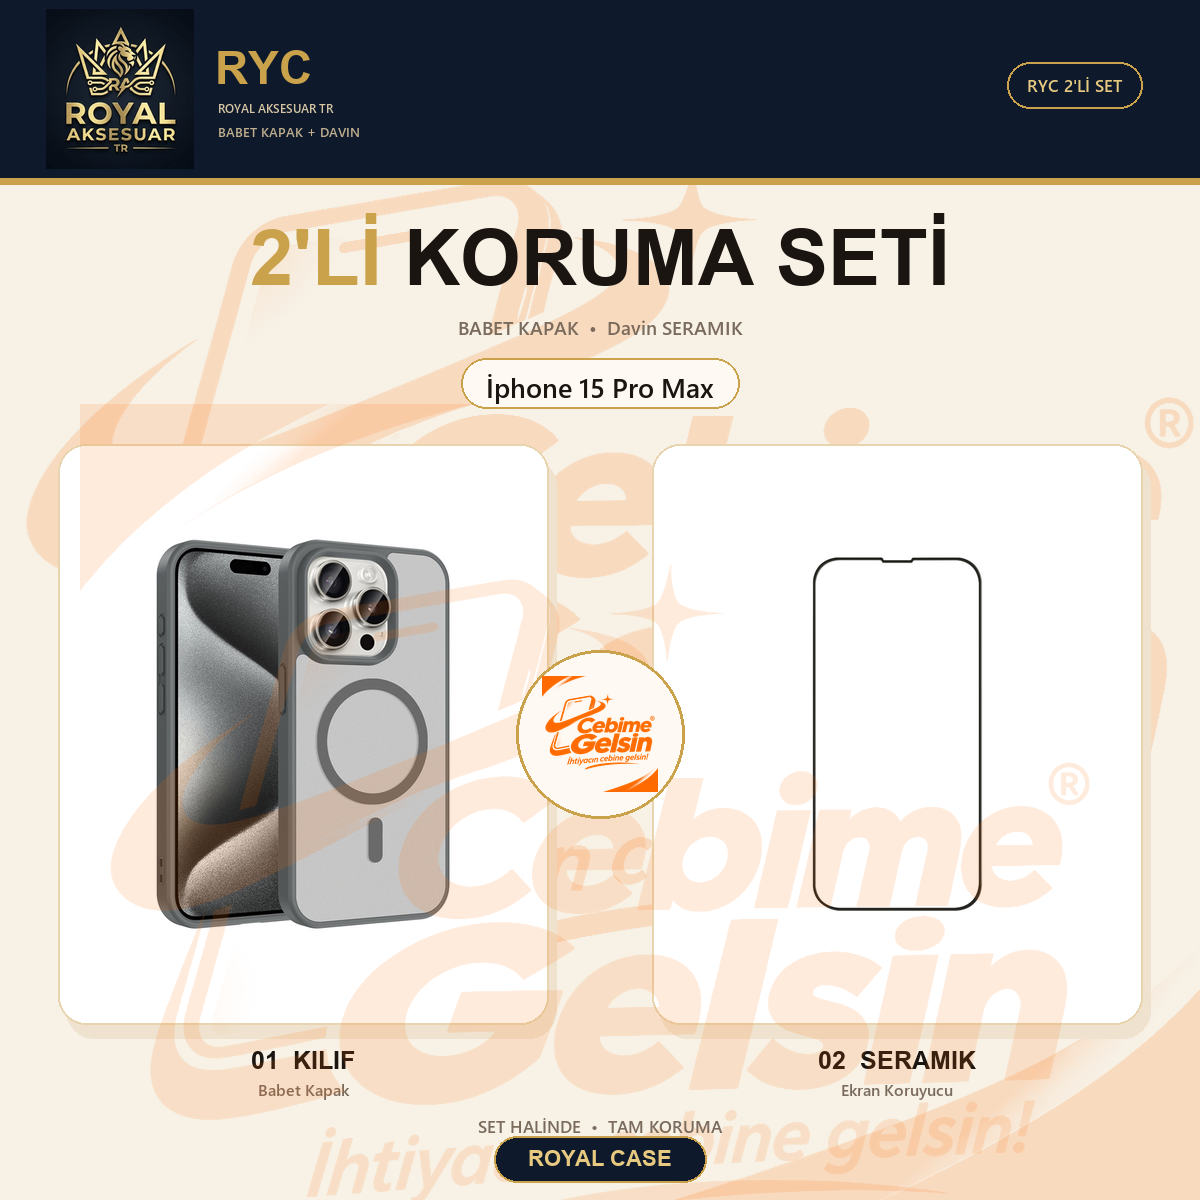 ROYAL
AKSESUAR
TR
RYC
ROYAL AKSESUAR TR
BABET KAPAK + DAVIN
RYC 2'Lİ SET
2'Lİ KORUMA SETİ
BABET KAPAK • Davin SERAMIK
İphone 15 Pro Max
®
Cebime
Gelsin
İhtiyacın cebine gelsin!
Cebime ®
Gelsin
01 KILIF
02 SERAMIK
Babet Kapak
Ekran Koruyucu
SET HALİNDE • TAM KORUMA
ROYAL CASE